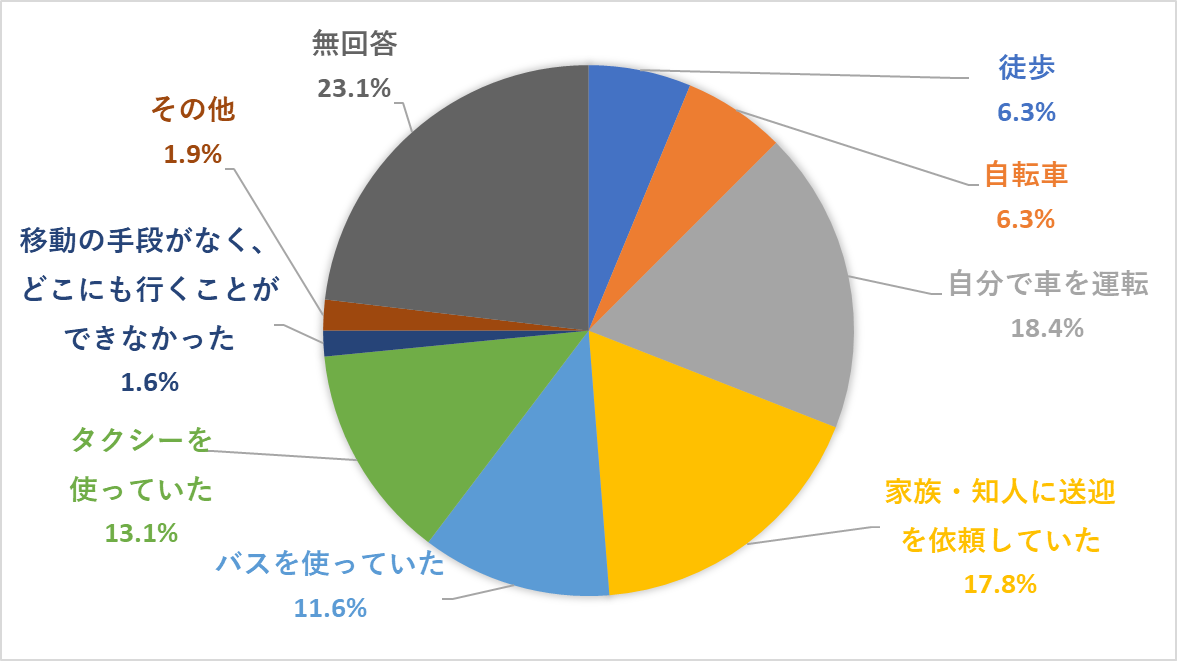 無回答
23.1%
徒歩
6.3%
その他
1.9%
自転車
6.3%
移動の手段がなく、
どこにも行くことが
できなかった
1.6%
自分で車を運転
18.4%
タクシーを
使っていた
13.1%
家族・知人に送迎
を依頼していた
17.8%
バスを使っていた
11.6%